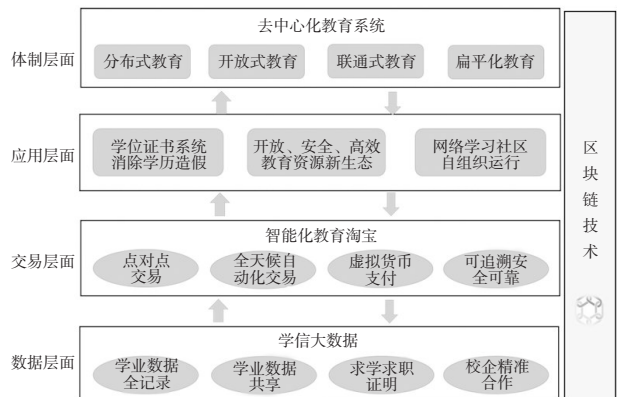 去中心化教育系统
体制层面
分布式教育
开放式教育
联通式教育
扁平化教育
应用层面
学位证书系统
消除学历造假
开放、安全、高效
教育资源新生态
网络学习社区
自组织运行
智能化教育淘宝
交易层面
点对点
交易
全天候自
动化交易
虚拟货币
支付
可追溯安
全可靠
学信大数据
数据层面
学业数据
全记录
学业数据
共享
求学求职
证明
校企精准
合作
区
块
链
技
术